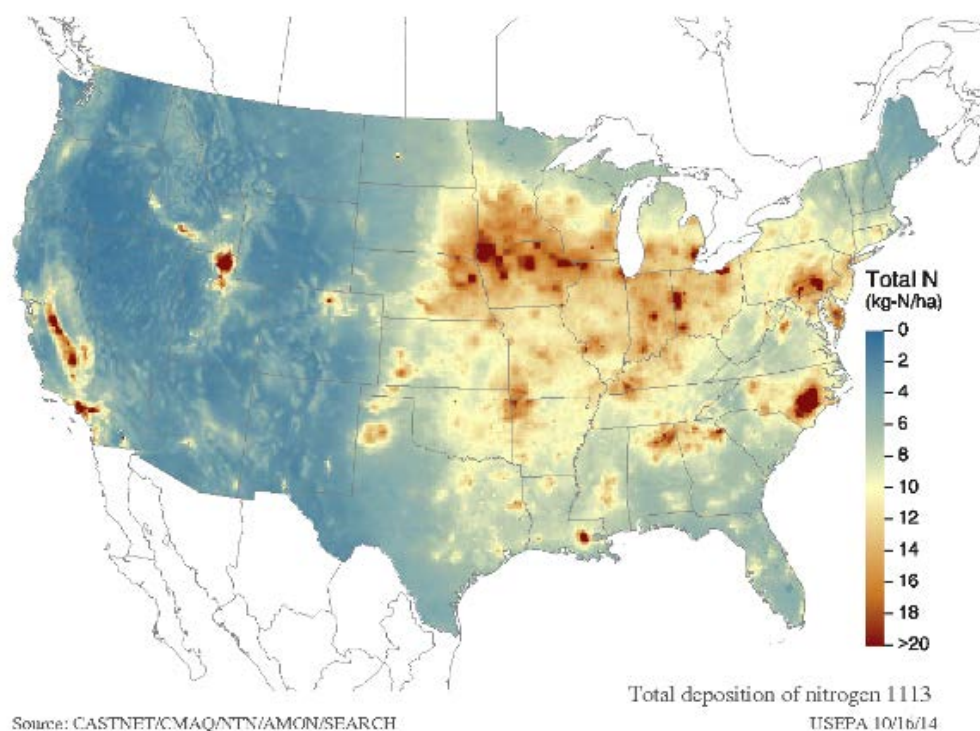 Total N
(kg-N/ha)
0
2
4
6
>8
10
12
14
16
18
>20
Total deposition of nitrogen 1113
Source: CASTNET/CMAQ/NTN/AMON/SEARCH
USEPA 10/16/14